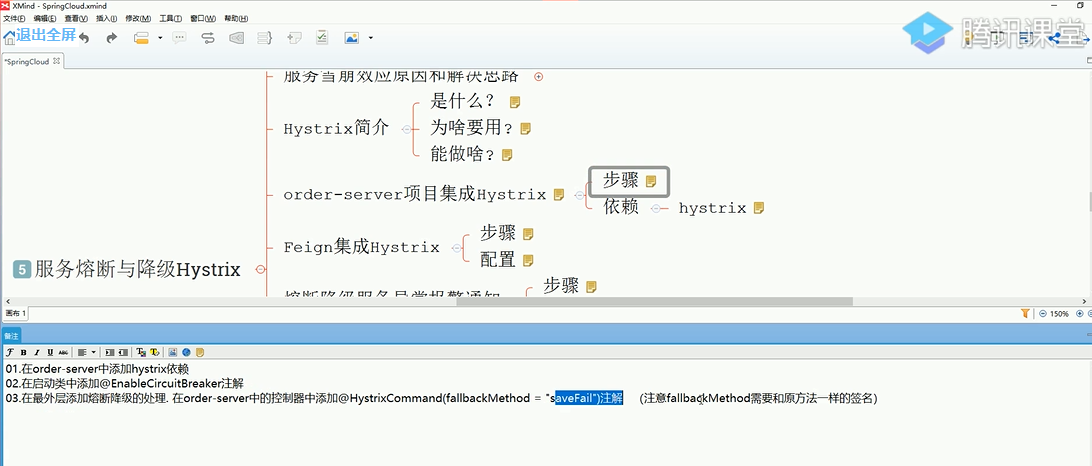 XMind - SpringCloud.xmind
文件(F) 编辑(E) 查看(V) 插入(I) 修改(M) 工具(T) 窗口(W) 帮助(H)
退出全屏
腾讯课堂
*SpringCloud
服务当朋效应原因和解决思路
Hystrix简介
是什么?
为啥要用?
能做啥?
order-server项目集成Hystrix
步骤
依赖
hystrix
Feign集成Hystrix
步骤
配置
5 服务熔断与降级Hystrix
熔断降级服务异常报警通知
步骤
画布 1
150%
备注
01.在order-server中添加hystrix依赖
02.在启动类中添加@EnableCircuitBreaker注解
03.在最外层添加熔断降级的处理. 在order-server中的控制器中添加@HystrixCommand(fallbackMethod = "saveFail")注解 (注意fallbackMethod需要和原方法一样的签名)